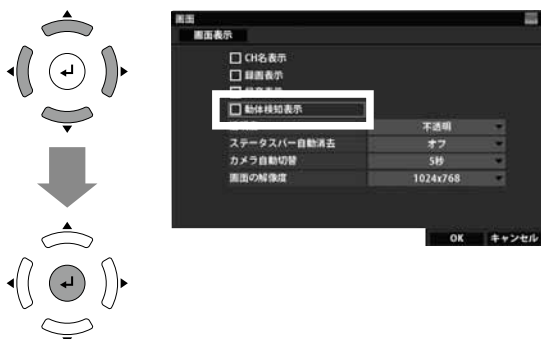 画面
画面表示
CH名表示
録画表示
動体検知表示
不透明
ステータスバー自動消去 オフ
カメラ自動切替 5秒
画面の解像度 1024x768
OK キャンセル